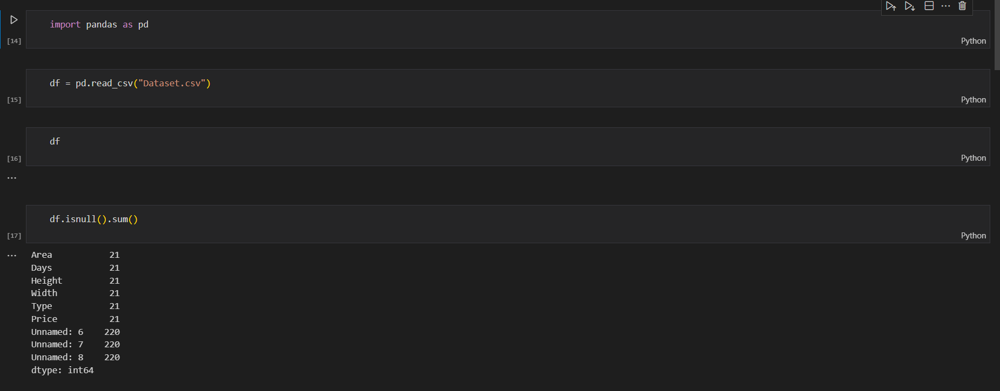 import pandas as pd
[14]
Python
df = pd.read_csv("Dataset.csv")
[15]
Python
df
[16]
Python
...
df.isnull().sum()
[17]
Python
...
Area 21
Days 21
Height 21
Width 21
Type 21
Price 21
Unnamed: 6 220
Unnamed: 7 220
Unnamed: 8 220
dtype: int64